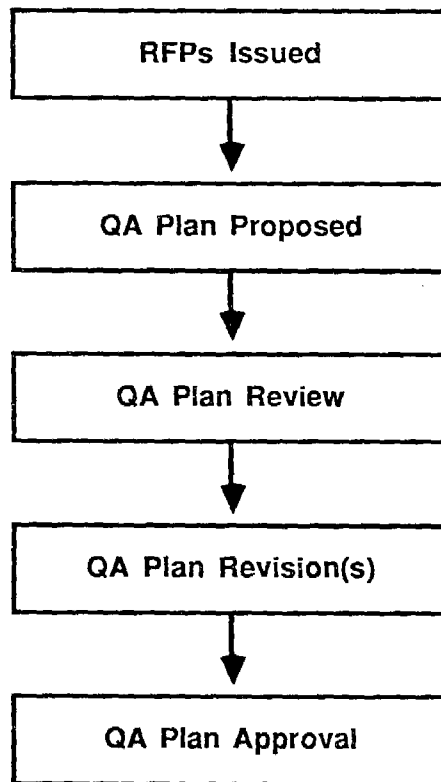 RFPs Issued
QA Plan Proposed
QA Plan Review
QA Plan Revision(s)
QA Plan Approval